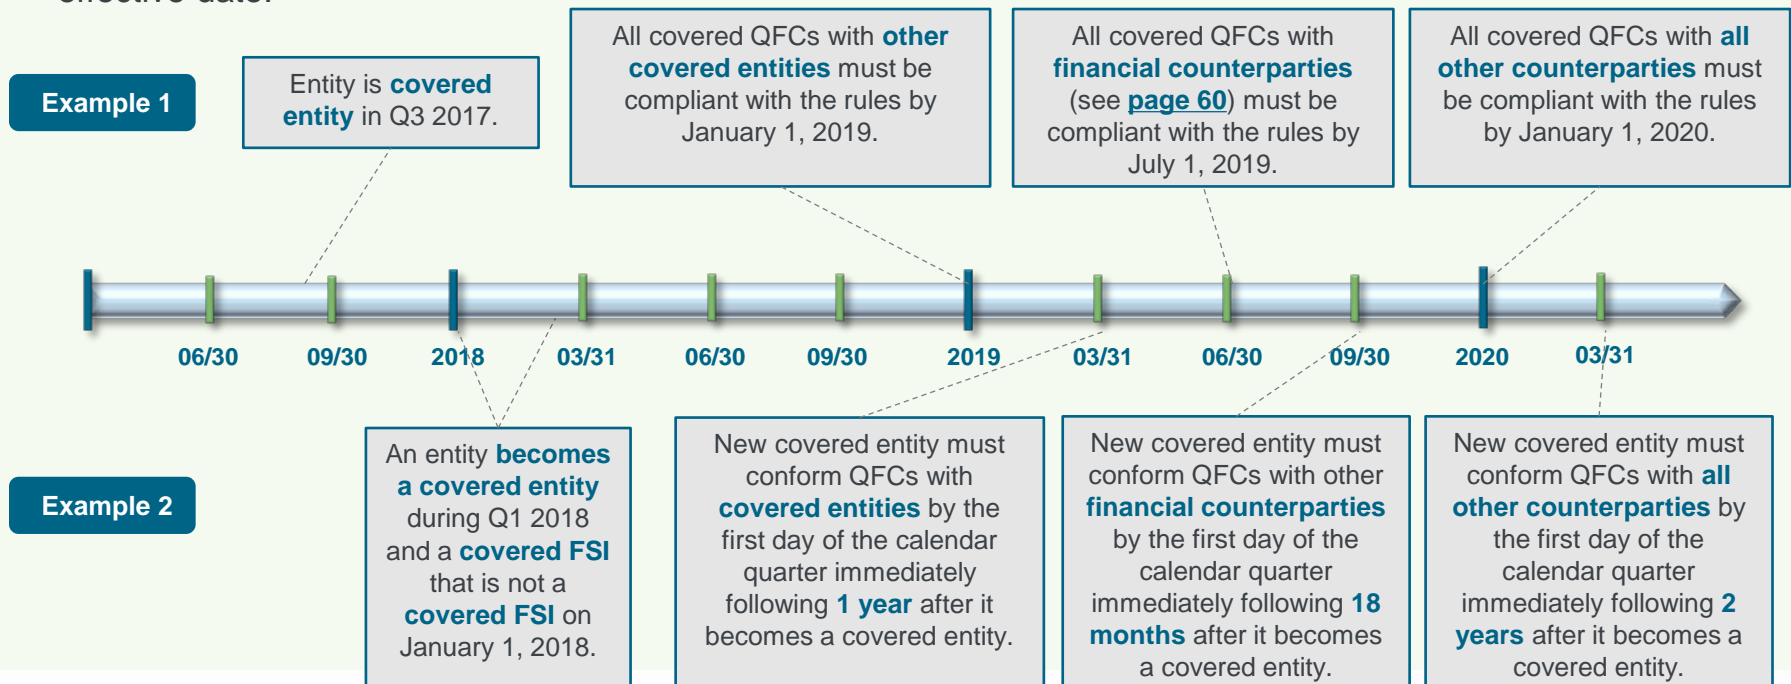 effective date.
Example 1
Entity is covered
entity in Q3 2017.
All covered QFCs with other
covered entities must be
compliant with the rules by
January 1, 2019.
All covered QFCs with
financial counterparties
(see page 60) must be
compliant with the rules by
July 1, 2019.
All covered QFCs with all
other counterparties must
be compliant with the rules
by January 1, 2020.
06/30 09/30 2018 03/31 06/30 09/30 2019 03/31 06/30 09/30 2020 03/31
Example 2
An entity becomes
a covered entity
during Q1 2018
and a covered FSI
that is not a
covered FSI on
January 1, 2018.
New covered entity must
conform QFCs with
covered entities by the
first day of the calendar
quarter immediately
following 1 year after it
becomes a covered entity.
New covered entity must
conform QFCs with other
financial counterparties
by the first day of the
calendar quarter
immediately following 18
months after it becomes
a covered entity.
New covered entity must
conform QFCs with all
other counterparties by
the first day of the
calendar quarter
immediately following 2
years after it becomes a
covered entity.